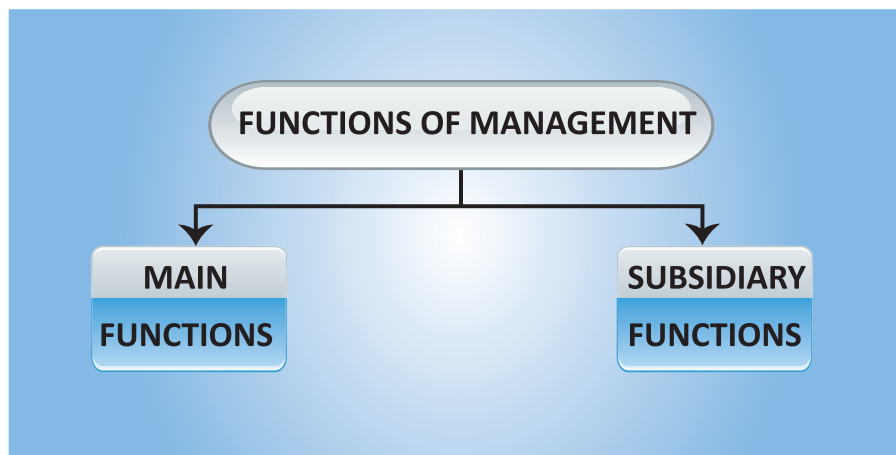 FUNCTIONS OF MANAGEMENT
MAIN
FUNCTIONS
SUBSIDIARY
FUNCTIONS